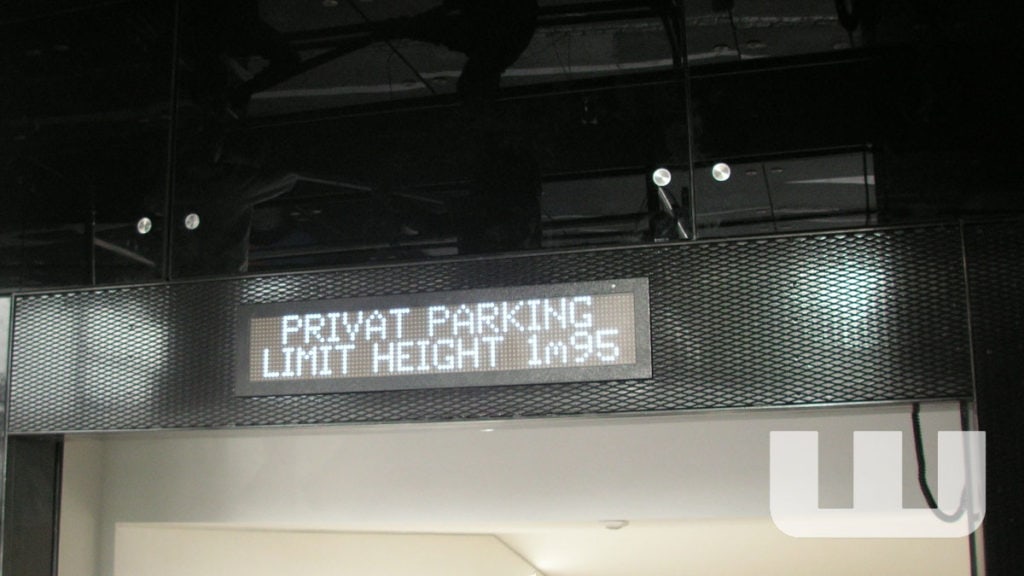 PRIVAT PARKING
LIMIT HEIGHT 1m95